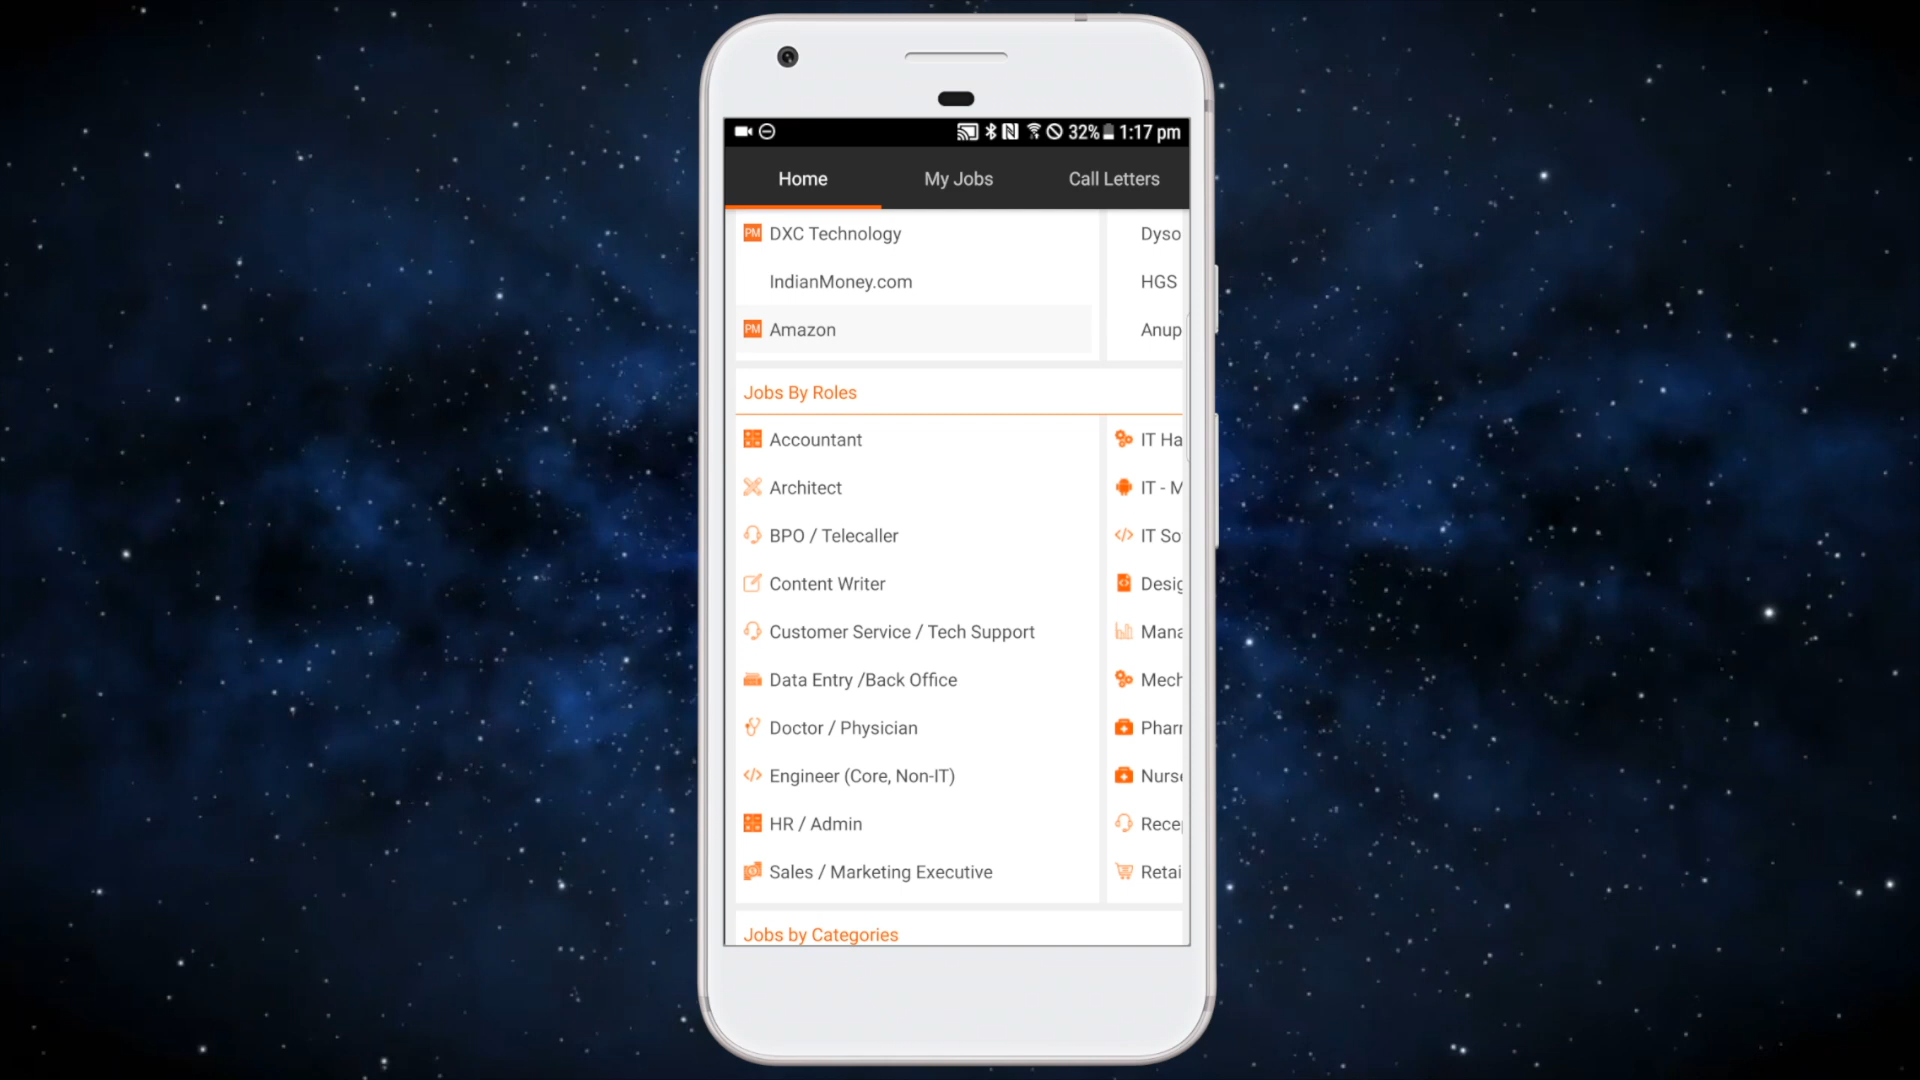 32% 1:17 pm
Home My Jobs Call Letters
PM DXC Technology Dyso
IndianMoney.com HGS
PM Amazon Anup
Jobs By Roles
Accountant IT Ha
Architect IT - M
BPO / Telecaller IT So
Content Writer Desig
Customer Service / Tech Support Mana
Data Entry /Back Office Mech
Doctor / Physician Phar
Engineer (Core, Non-IT) Nurse
HR / Admin Rece
Sales / Marketing Executive Retai
Jobs by Categories